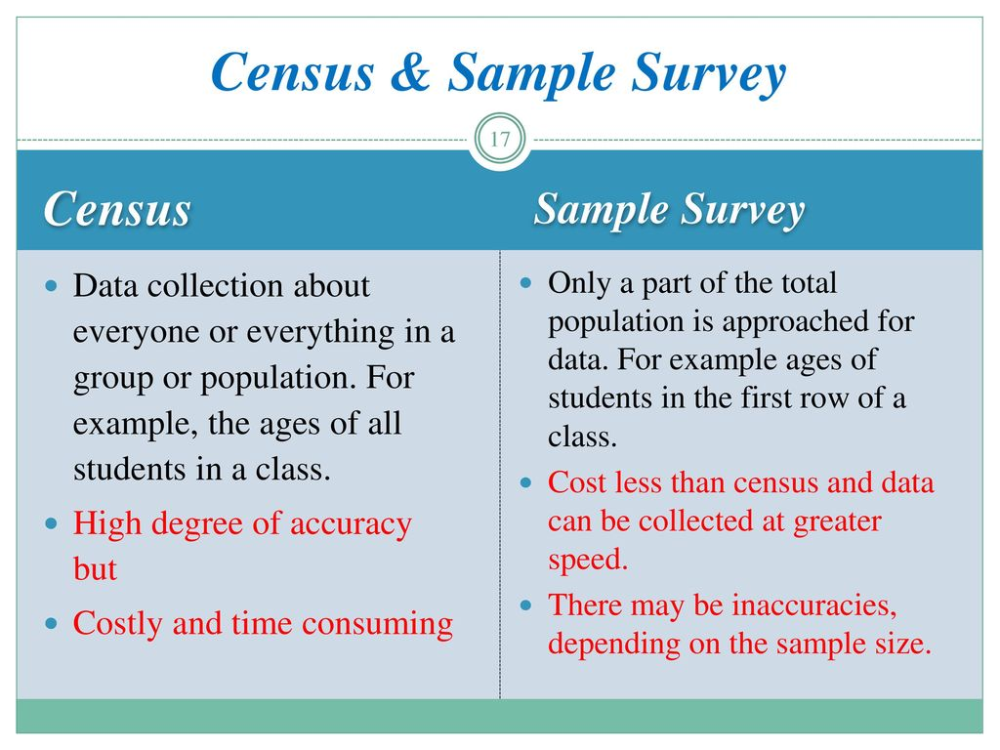 Census & Sample Survey
17
Census
Data collection about
everyone or everything in a
group or population. For
example, the ages of all
students in a class.
High degree of accuracy
but
Costly and time consuming
Sample Survey
Only a part of the total
population is approached for
data. For example ages of
students in the first row of a
class.
Cost less than census and data
can be collected at greater
speed.
There may be inaccuracies,
depending on the sample size.